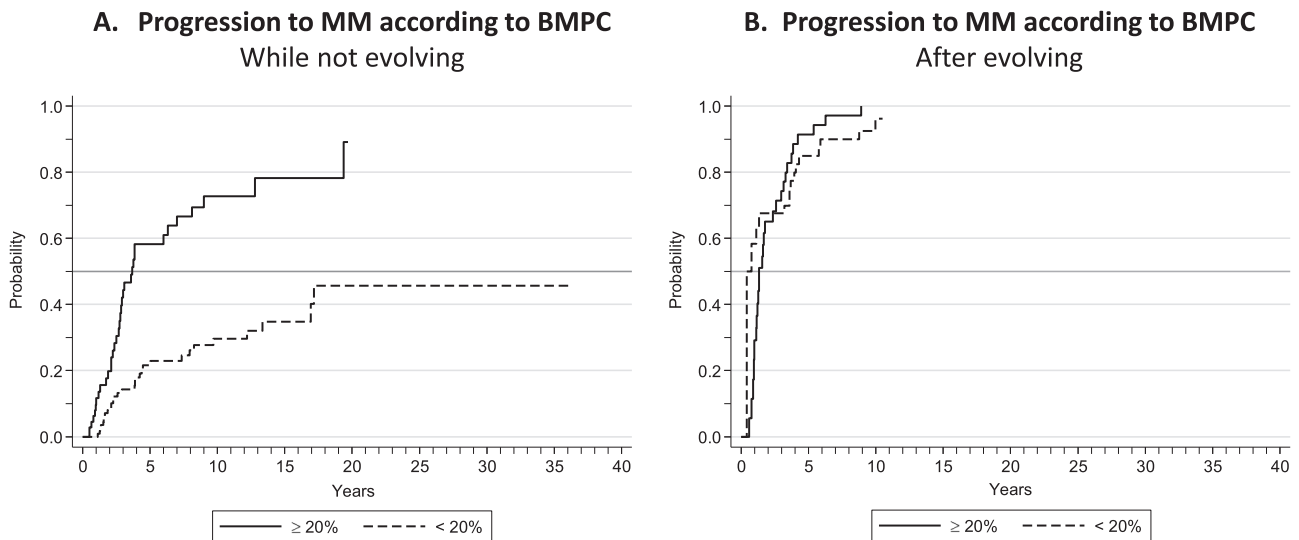 A. Progression to MM according to BMPC
While not evolving
1.0
0.8
0.6
0.4
0.2
0.0
Probability
0 5 10 15 20 25 30 35 40
Years
≥ 20% < 20%
B. Progression to MM according to BMPC
After evolving
1.0
0.8
0.6
0.4
0.2
0.0
Probability
0 5 10 15 20 25 30 35 40
Years
≥ 20% < 20%